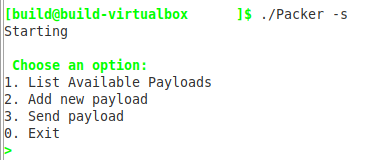 [build@build-virtualbox ]$ ./Packer -s
Starting
Choose an option:
1. List Available Payloads
2. Add new payload
3. Send payload
0. Exit
>